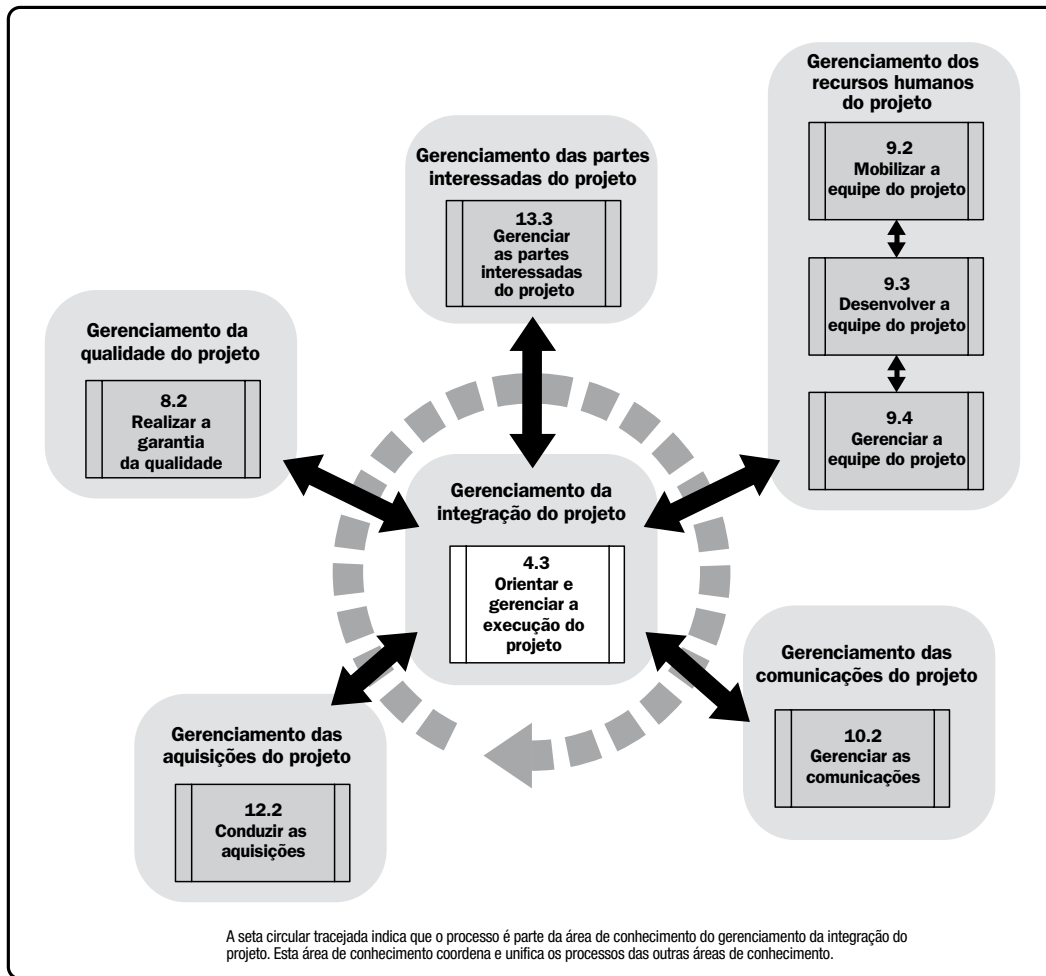 Gerenciamento dos
recursos humanos
do projeto
9.2
Mobilizar a
equipe do projeto
9.3
Desenvolver a
equipe do projeto
9.4
Gerenciar a
equipe do projeto
Gerenciamento das partes
interessadas do projeto
13.3
Gerenciar
as partes
interessadas
do projeto
Gerenciamento da
qualidade do projeto
8.2
Realizar a
garantia
da qualidade
Gerenciamento da
integração do projeto
4.3
Orientar e
gerenciar a
execução do
projeto
Gerenciamento das
comunicações do projeto
10.2
Gerenciar as
comunicações
Gerenciamento das
aquisições do projeto
12.2
Conduzir as
aquisições
A seta circular tracejada indica que o processo é parte da área de conhecimento do gerenciamento da integração do
projeto. Esta área de conhecimento coordena e unifica os processos das outras áreas de conhecimento.